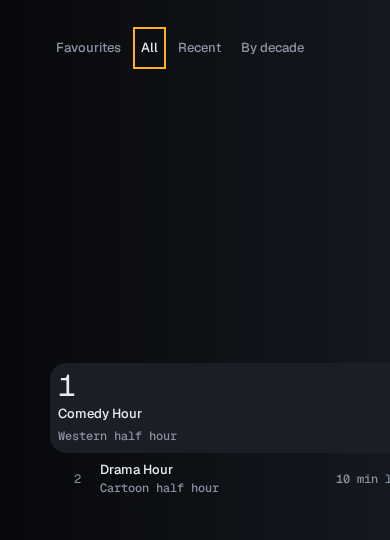 Favourites All Recent By decade
1
Comedy Hour
Western half hour
2 Drama Hour 10 min
Cartoon half hour